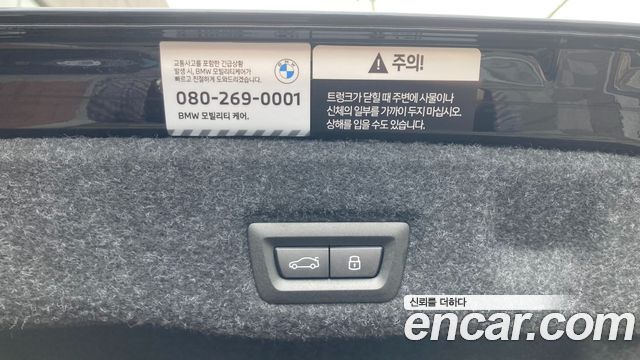 교통사고를 포함한 긴급상황
발생 시, BMW 모빌리티케어가
빠르고 친절하게 도와드리겠습니다.
BMW
080-269-0001
BMW 모빌리티 케어.
주의!
트렁크가 닫힐 때 주변에 사물이나
신체의 일부를 가까이 두지 마십시오.
상해를 입을 수도 있습니다.
신뢰를 더하다
encar.com